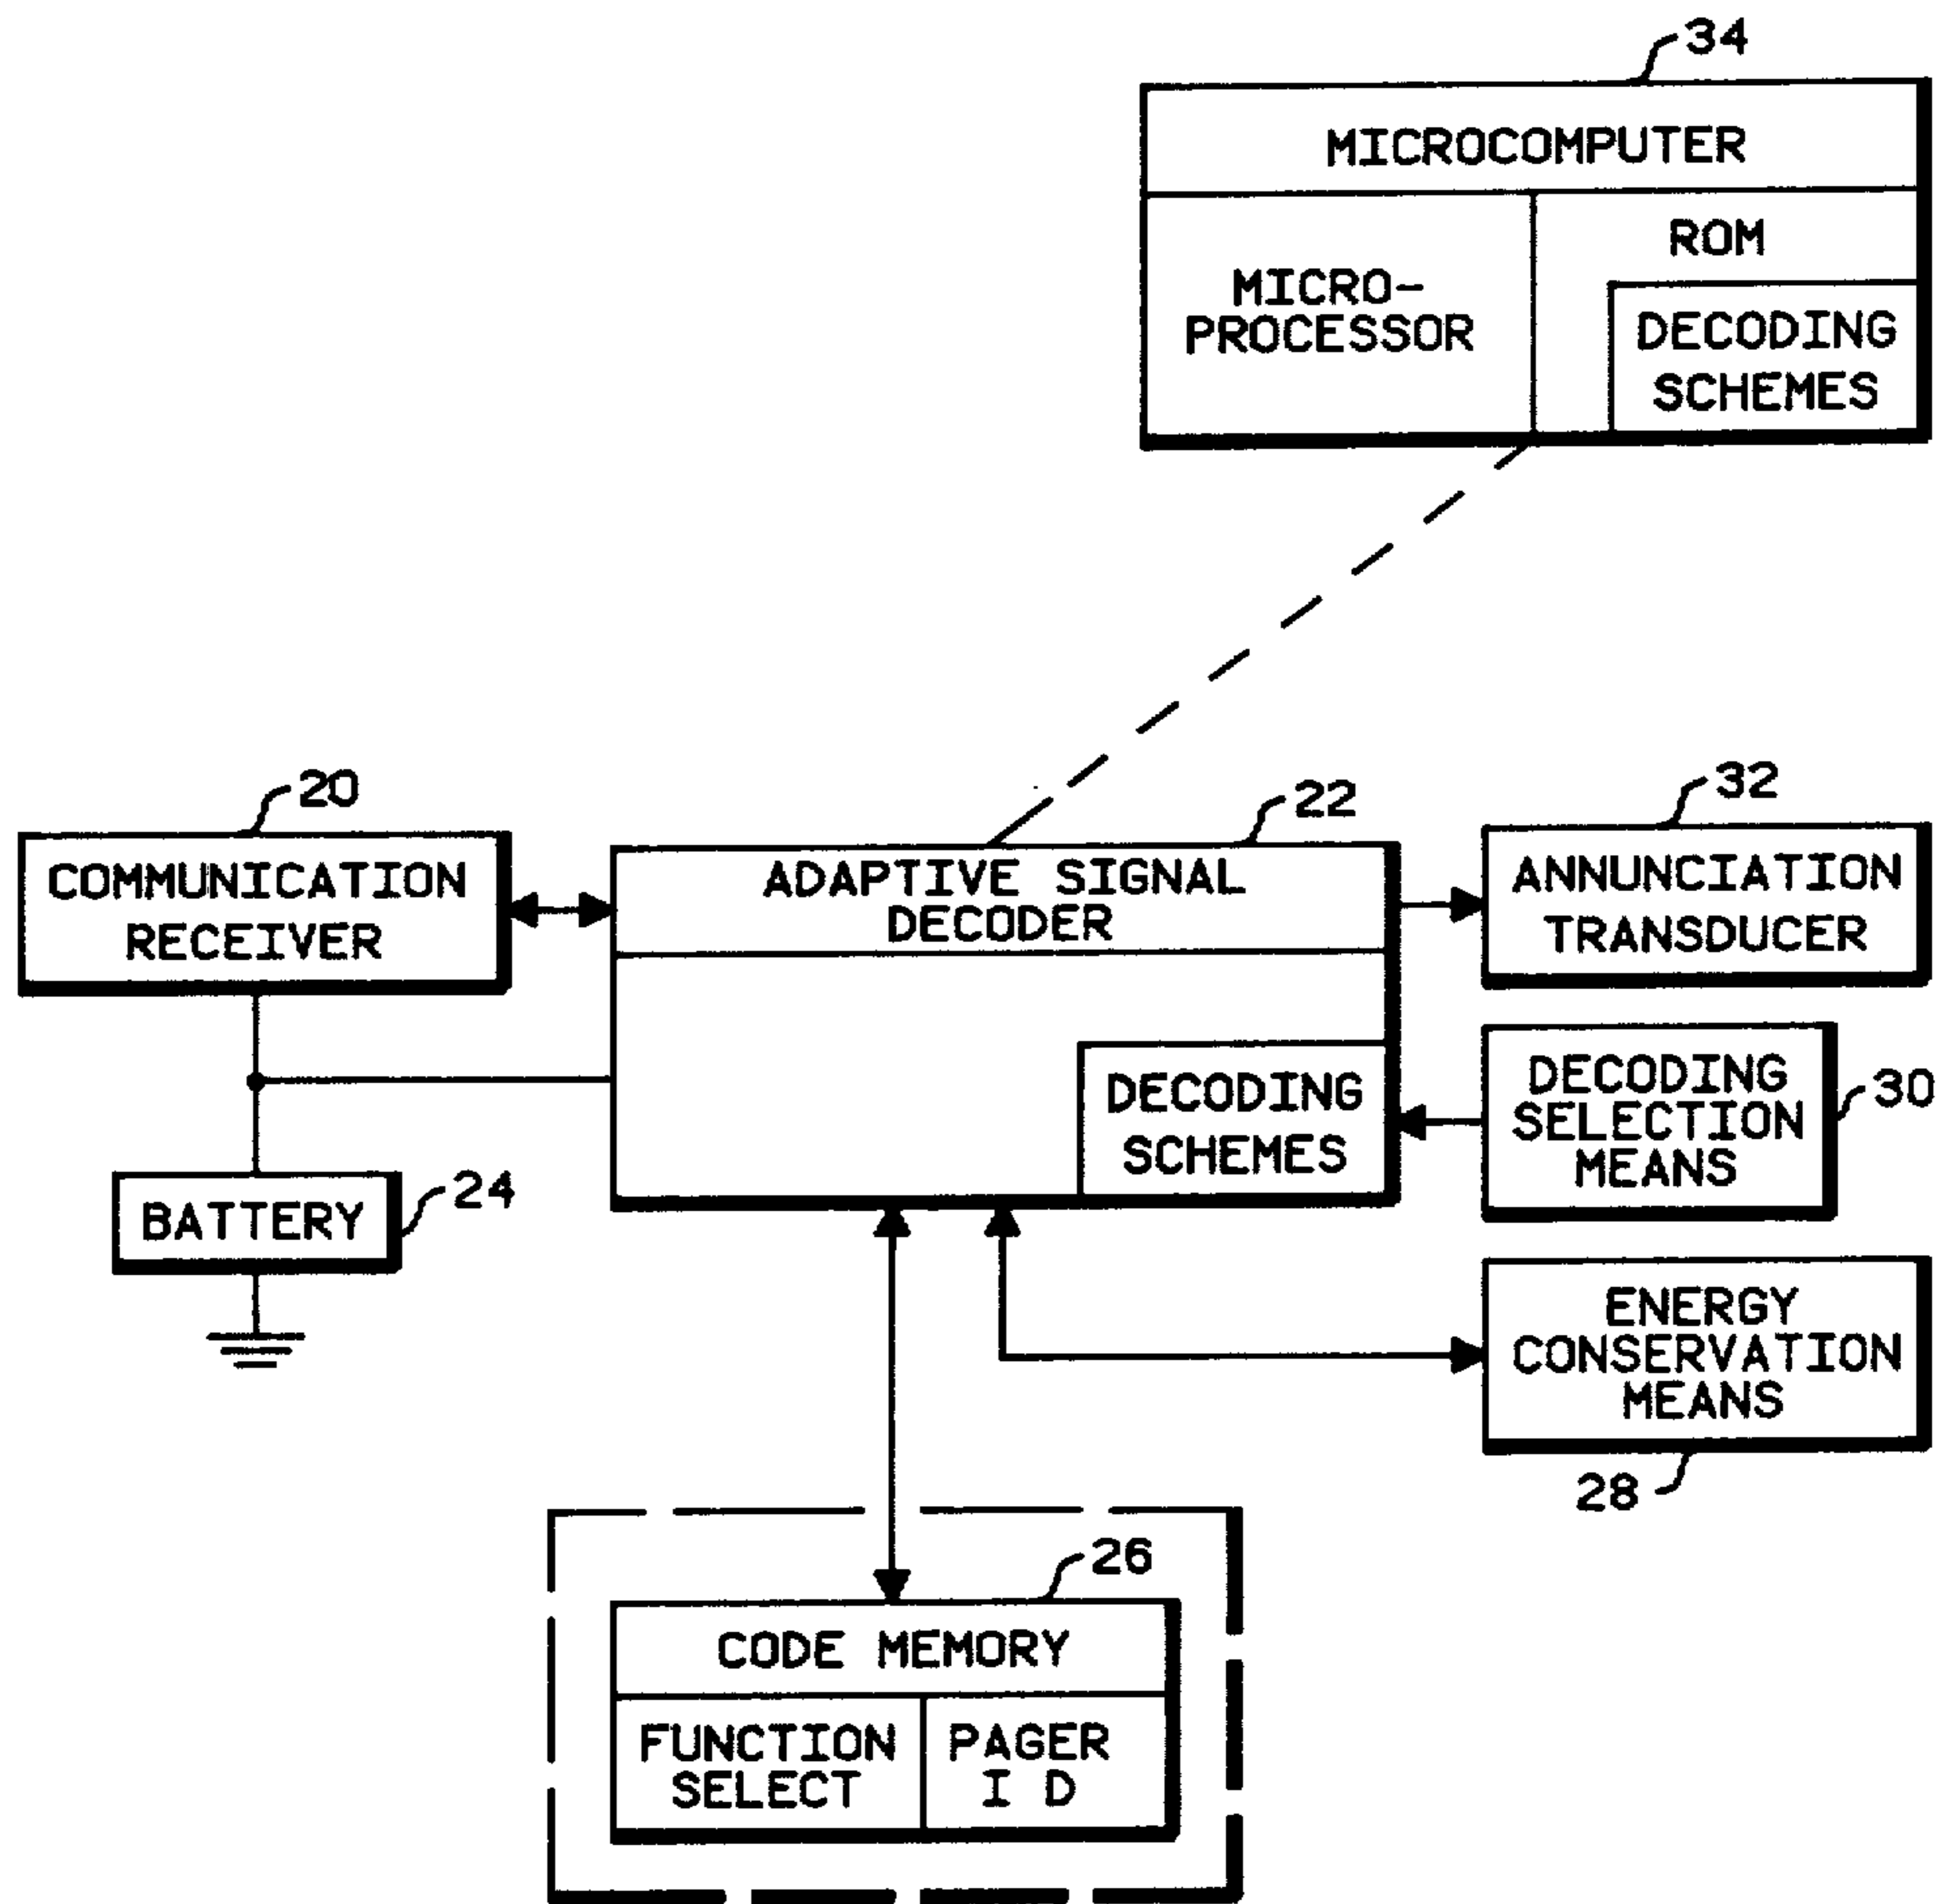 34
MICROCOMPUTER
MICRO-
PROCESSOR
ROM
DECODING
SCHEMES
20
COMMUNICATION
RECEIVER
22
ADAPTIVE SIGNAL
DECODER
DECODING
SCHEMES
32
ANNUNCIATION
TRANSDUCER
DECODING
SELECTION
MEANS
30
BATTERY
24
ENERGY
CONSERVATION
MEANS
28
26
CODE MEMORY
FUNCTION
SELECT
PAGER
I D